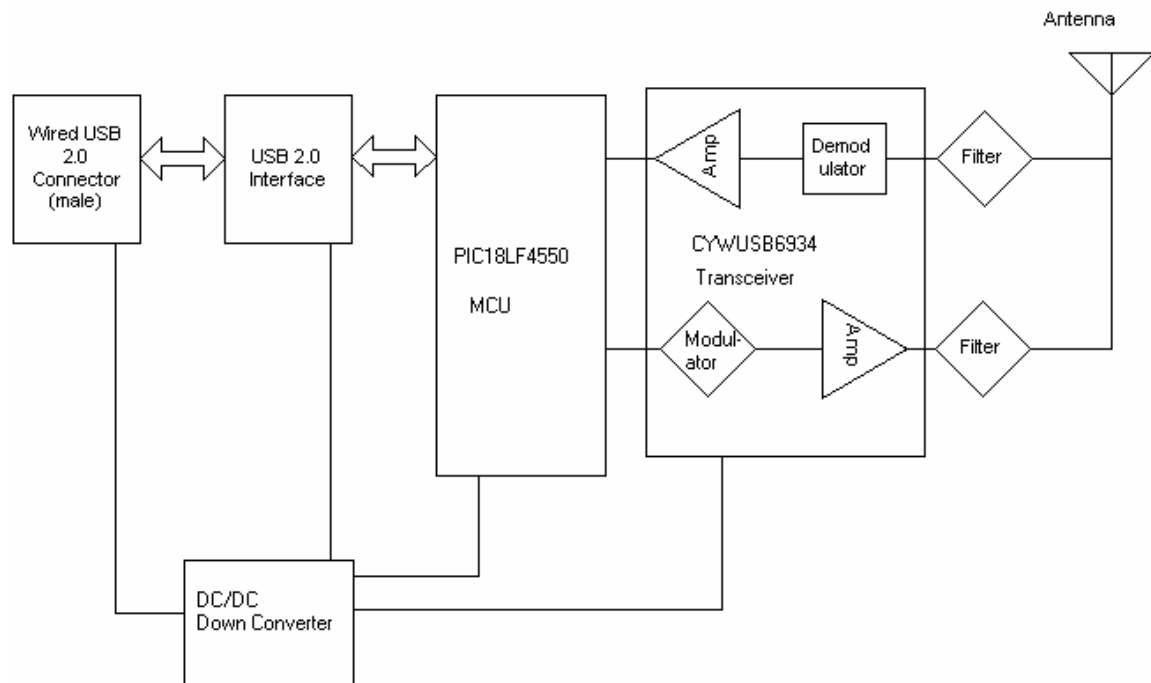 Antenna
Wired USB
2.0
Connector
(male)
USB 2.0
Interface
PIC18LF4550
MCU
Amp
Demod
ulator
Filter
CYWUSB6934
Transceiver
Modul-
ator
Amp
Filter
DC/DC
Down Converter